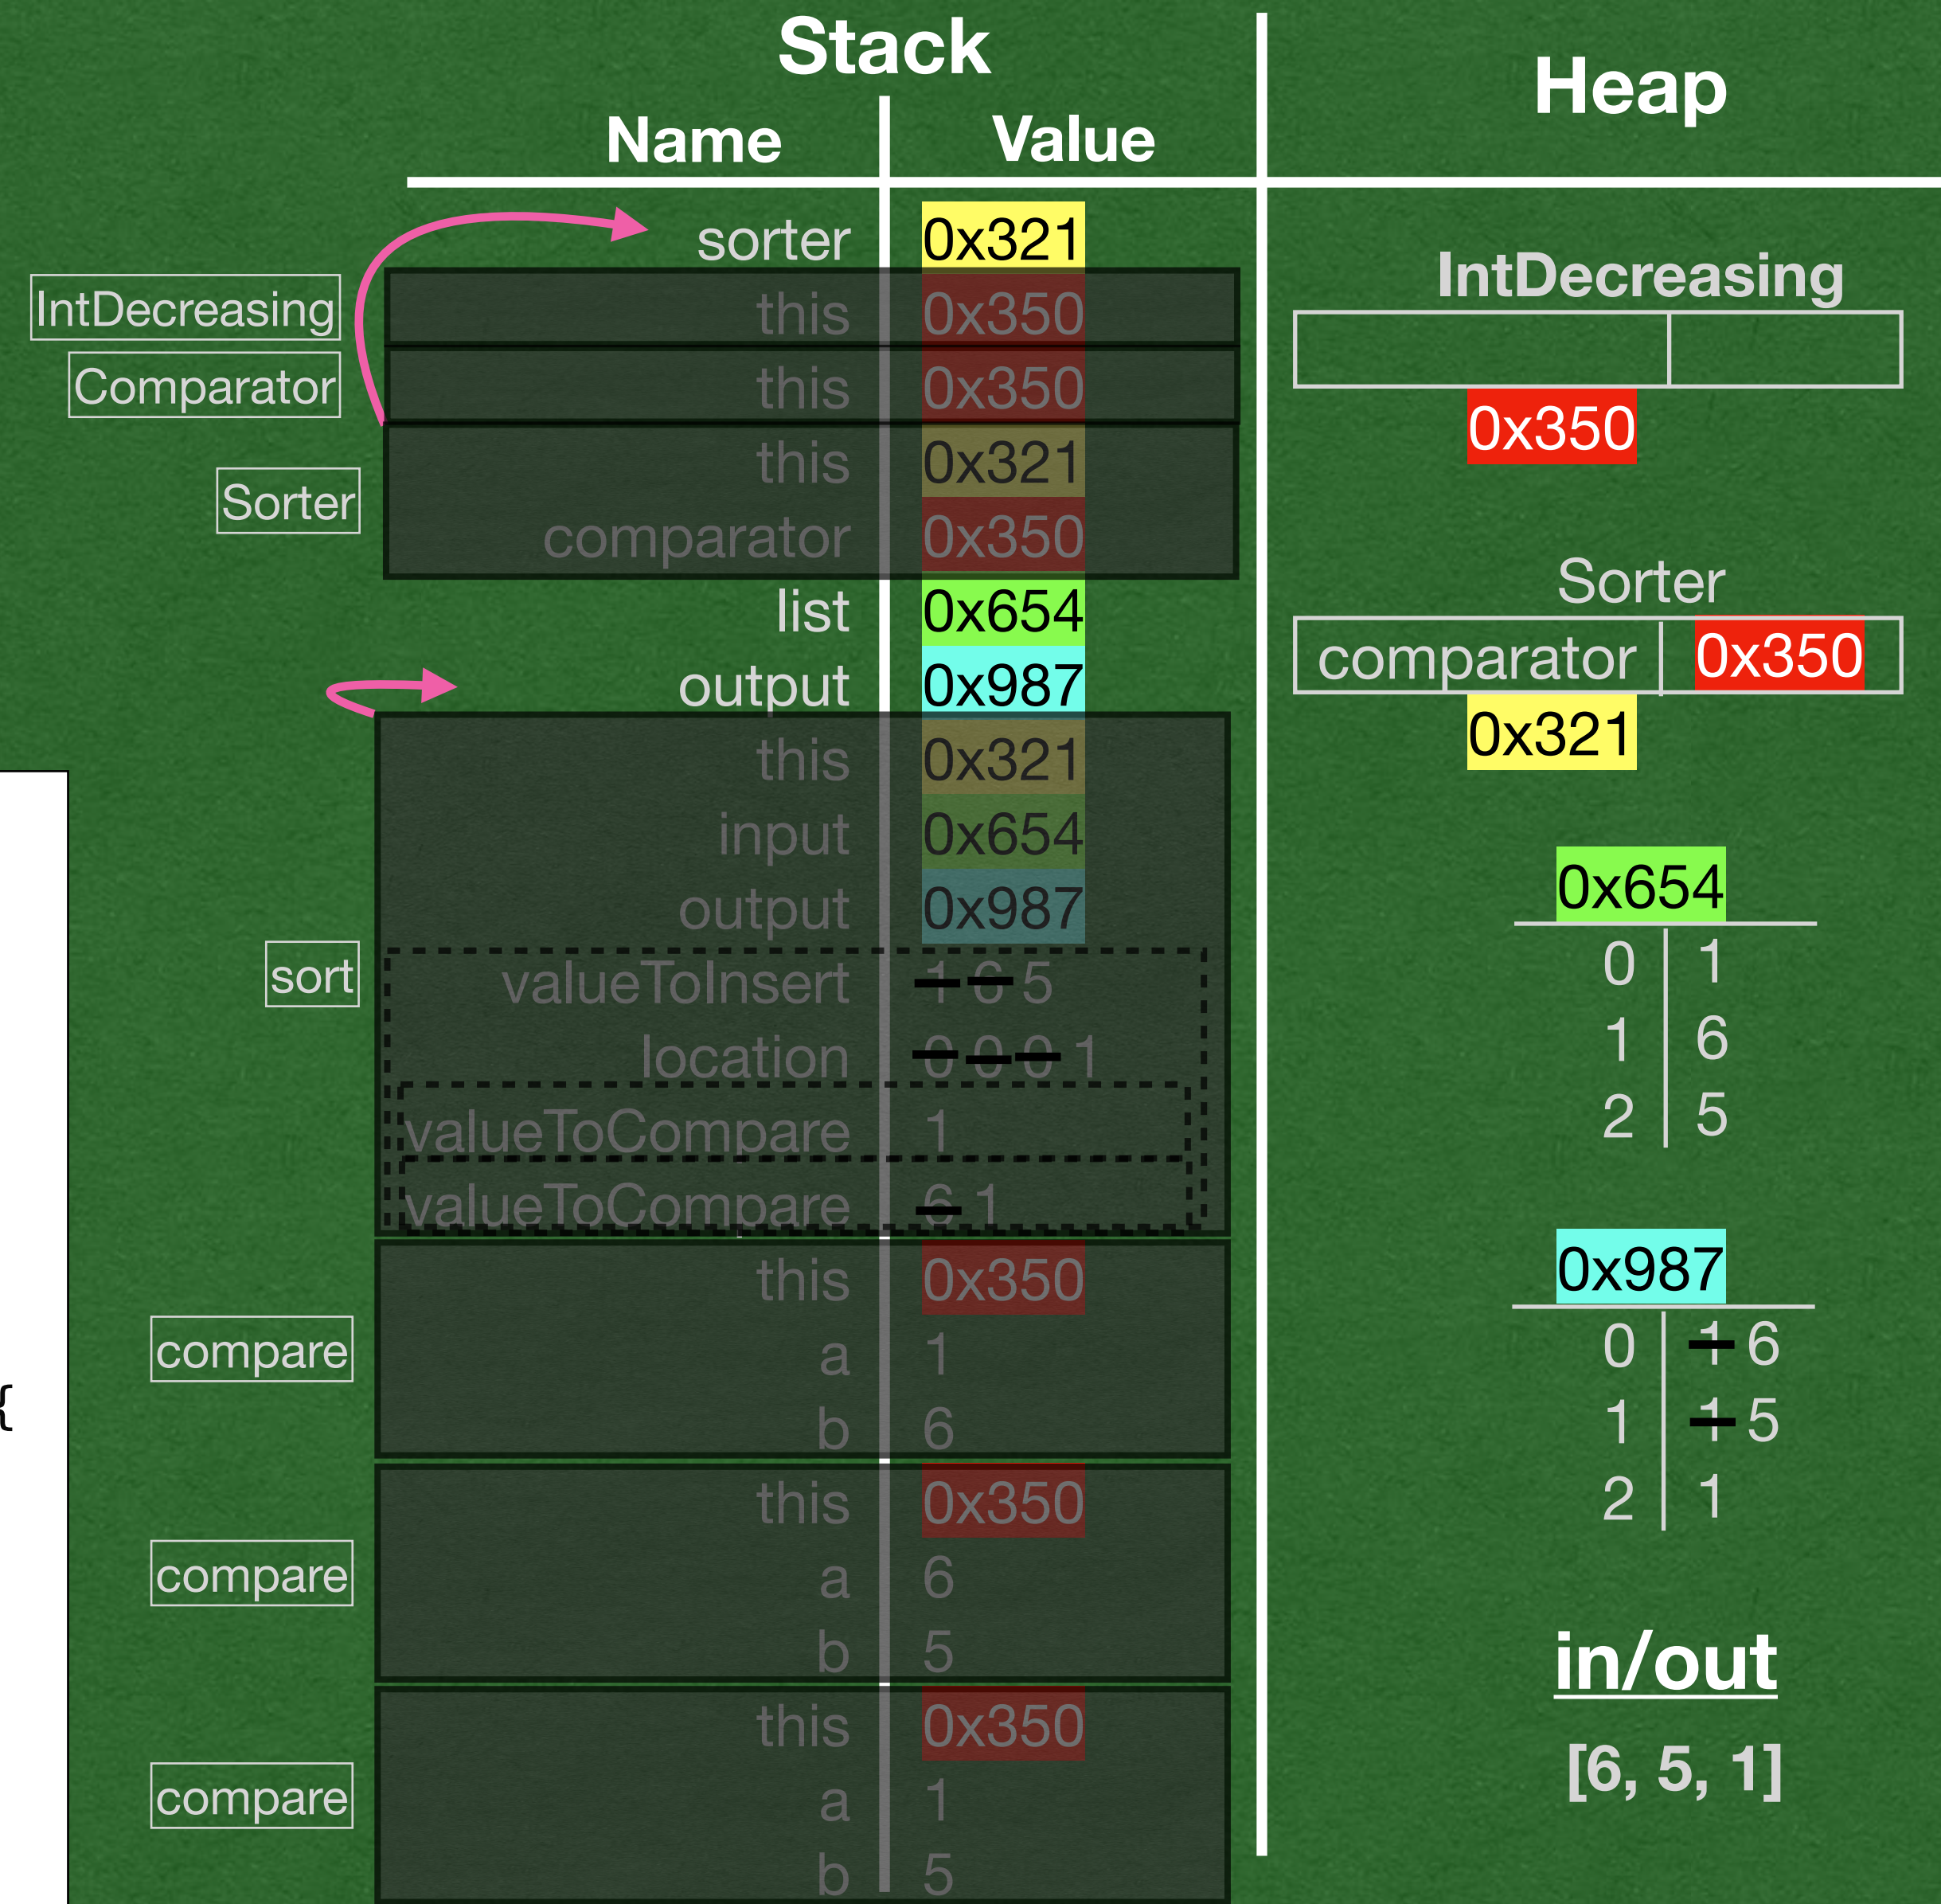 Stack
Heap
Name Value
sorter 0x321
IntDecreasing this 0x350
IntDecreasing
Comparator this 0x350
0x350
this 0x321
Sorter
comparator 0x350
Sorter
list 0x654
comparator 0x350
output 0x987
0x321
this 0x321
input 0x654
0x654
output 0x987
0 1
sort
valueToInsert 1 6 5
1 6
location 0 0 0 1
2 5
valueToCompare 1
valueToCompare 6 1
this 0x350
0x987
compare
a 1
0 1 6
b 6
1 1 5
{
this 0x350
2 1
compare
a 6
b 5
in/out
this 0x350
[6, 5, 1]
compare
a 1
b 5